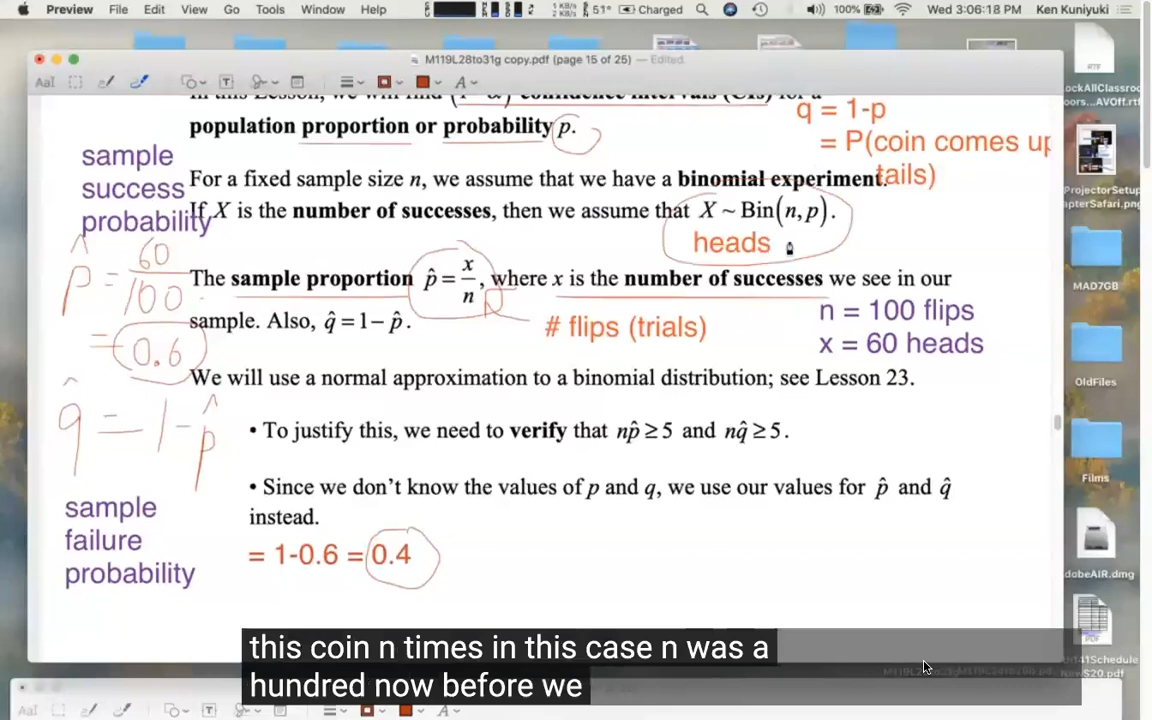 Preview File Edit View Go Tools Window Help
51° Charged 100% Wed 3:06:18 PM Ken Kuniyuki
M119L28to31g copy.pdf (page 15 of 25) — Edited
population proportion or probability p.
q = 1-p
= P(coin comes up
tails)
sample
success
probability
For a fixed sample size n, we assume that we have a binomial experiment.
If X is the number of successes, then we assume that X ~ Bin(n, p).
heads
p̂ = 60/100
= 0.6
The sample proportion p̂ = x/n, where x is the number of successes we see in our
sample. Also, q̂ = 1 − p̂.
# flips (trials)
n = 100 flips
x = 60 heads
We will use a normal approximation to a binomial distribution; see Lesson 23.
q̂ = 1 - p̂
• To justify this, we need to verify that np̂ ≥ 5 and nq̂ ≥ 5.
• Since we don’t know the values of p and q, we use our values for p̂ and q̂
instead.
= 1-0.6 = 0.4
sample
failure
probability
this coin n times in this case n was a
hundred now before we
MAD7GB
OldFiles
Films